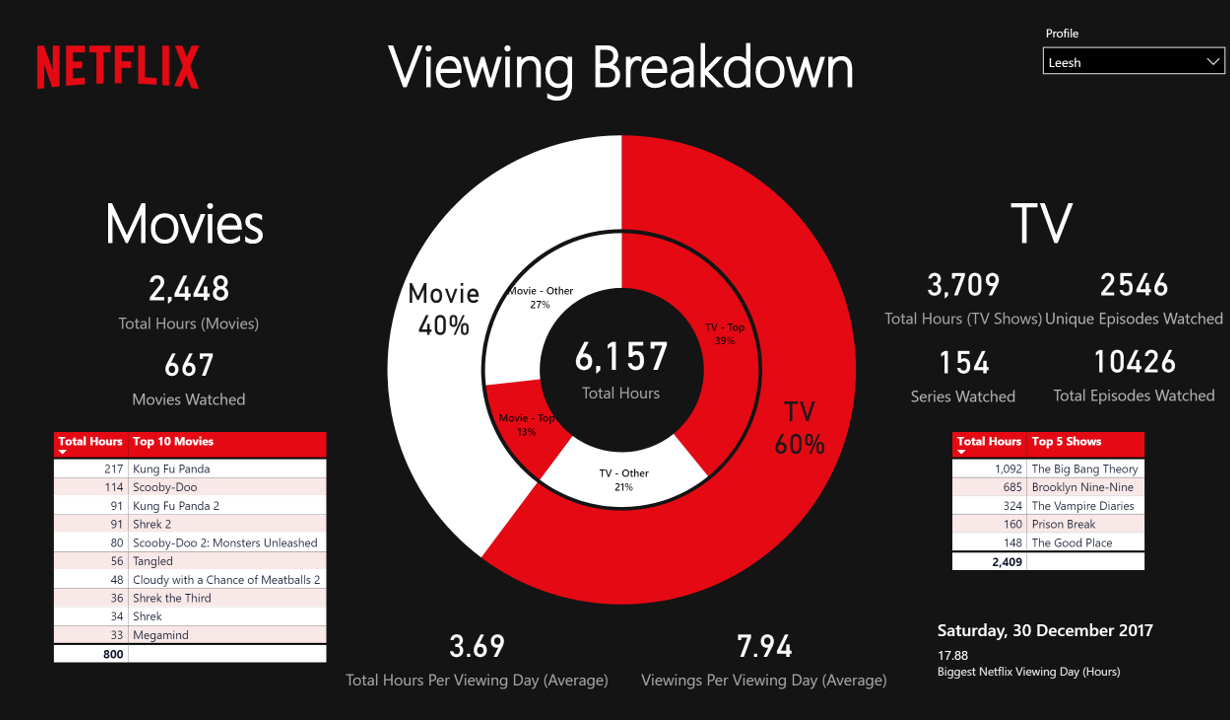 NETFLIX
Viewing Breakdown
Profile
Leesh
Movies
2,448
Total Hours (Movies)
667
Movies Watched
Total Hours Top 10 Movies
217 Kung Fu Panda
114 Scooby-Doo
91 Kung Fu Panda 2
91 Shrek 2
80 Scooby-Doo 2: Monsters Unleashed
56 Tangled
48 Cloudy with a Chance of Meatballs 2
36 Shrek the Third
34 Shrek
33 Megamind
800
Movie
40%
Movie - Other
27%
TV - Top
39%
6,157
Total Hours
Movie - Top
13%
TV - Other
21%
TV
60%
3.69
Total Hours Per Viewing Day (Average)
7.94
Viewings Per Viewing Day (Average)
TV
3,709
Total Hours (TV Shows)
2546
Unique Episodes Watched
154
Series Watched
10426
Total Episodes Watched
Total Hours Top 5 Shows
1,092 The Big Bang Theory
685 Brooklyn Nine-Nine
324 The Vampire Diaries
160 Prison Break
148 The Good Place
2,409
Saturday, 30 December 2017
17.88
Biggest Netflix Viewing Day (Hours)